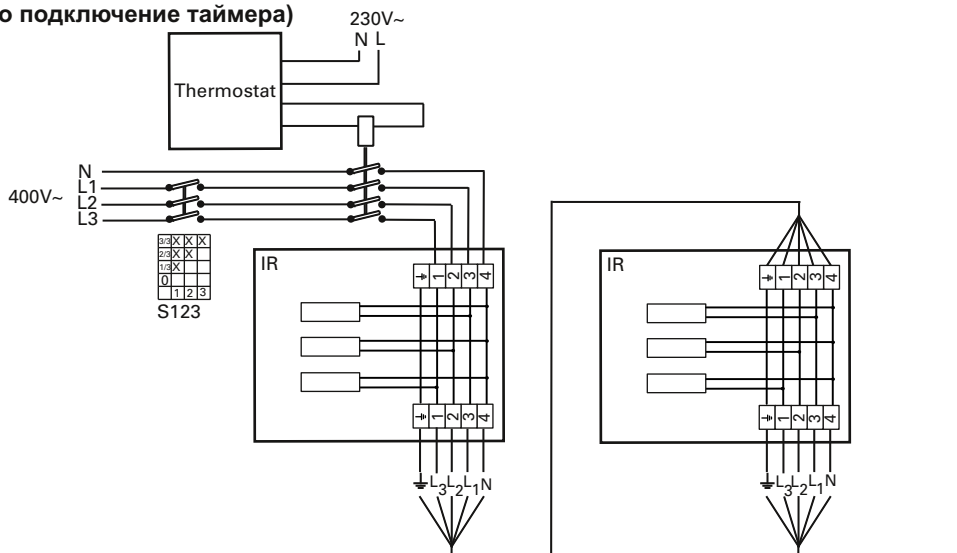 о подключение таймера)
230V~
N L
Thermostat
N
L1
400V~
L2
L3
3/3 X X X
2/3 X X
1/3 X
0
1 2 3
S123
IR
1 2 3 4
1 2 3 4
L3 L2 L1 N
IR
1 2 3 4
1 2 3 4
L3 L2 L1 N